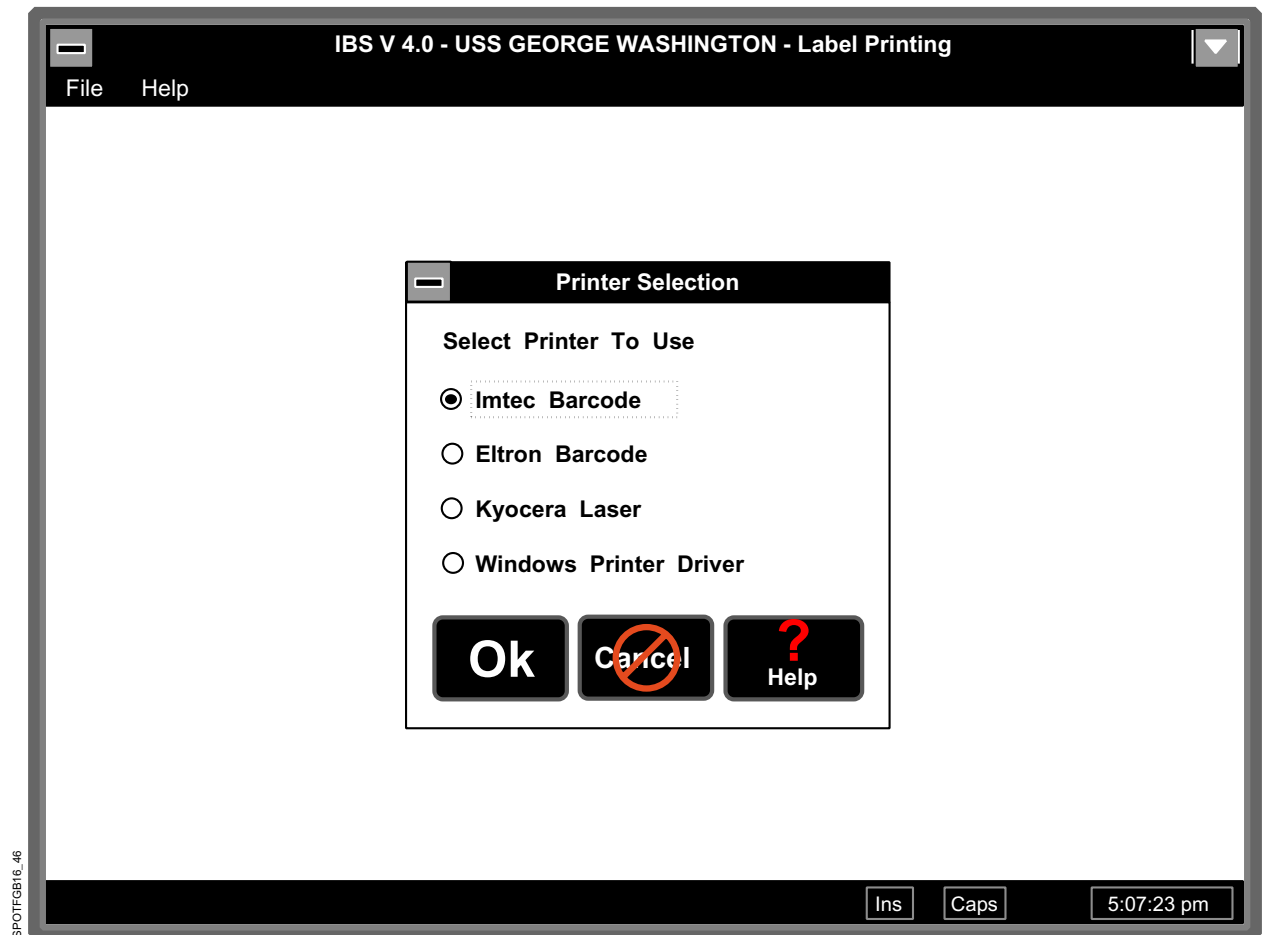 IBS V 4.0 - USS GEORGE WASHINGTON - Label Printing
File Help
Printer Selection
Select Printer To Use
Imtec Barcode
Eltron Barcode
Kyocera Laser
Windows Printer Driver
Ok Cancel ? Help
Ins Caps 5:07:23 pm
SPOTFGB16_46